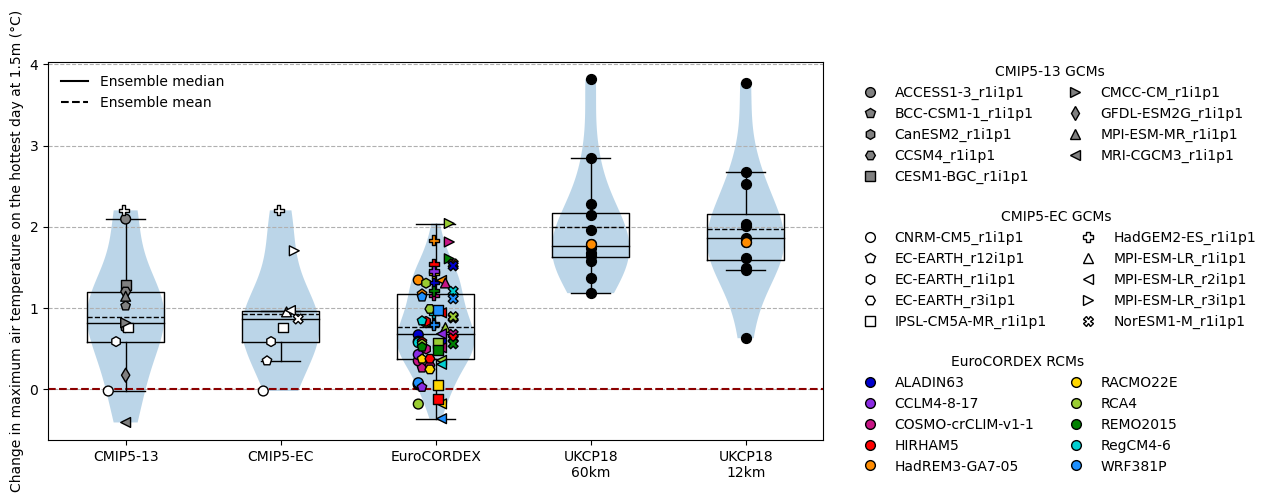 Change in maximum air temperature on the hottest day at 1.5m (°C)
4
3
2
1
0
Ensemble median
Ensemble mean
CMIP5-13
CMIP5-EC
EuroCORDEX
UKCP18
60km
UKCP18
12km
CMIP5-13 GCMs
ACCESS1-3_r1i1p1
BCC-CSM1-1_r1i1p1
CanESM2_r1i1p1
CCSM4_r1i1p1
CESM1-BGC_r1i1p1
CMCC-CM_r1i1p1
GFDL-ESM2G_r1i1p1
MPI-ESM-MR_r1i1p1
MRI-CGCM3_r1i1p1
CMIP5-EC GCMs
CNRM-CM5_r1i1p1
EC-EARTH_r12i1p1
EC-EARTH_r1i1p1
EC-EARTH_r3i1p1
IPSL-CM5A-MR_r1i1p1
HadGEM2-ES_r1i1p1
MPI-ESM-LR_r1i1p1
MPI-ESM-LR_r2i1p1
MPI-ESM-LR_r3i1p1
NorESM1-M_r1i1p1
EuroCORDEX RCMs
ALADIN63
CCLM4-8-17
COSMO-crCLIM-v1-1
HIRHAM5
HadREM3-GA7-05
RACMO22E
RCA4
REMO2015
RegCM4-6
WRF381P